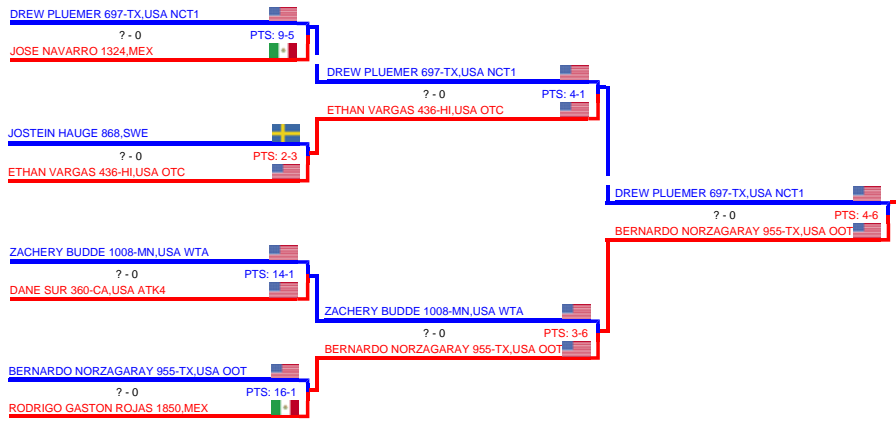 DREW PLUEMER 697-TX,USA NCT1
? - 0
PTS: 9-5
JOSE NAVARRO 1324,MEX
DREW PLUEMER 697-TX,USA NCT1
? - 0
PTS: 4-1
ETHAN VARGAS 436-HI,USA OTC
JOSTEIN HAUGE 868,SWE
? - 0
PTS: 2-3
ETHAN VARGAS 436-HI,USA OTC
DREW PLUEMER 697-TX,USA NCT1
? - 0
PTS: 4-6
BERNARDO NORZAGARAY 955-TX,USA OOT
ZACHERY BUDDE 1008-MN,USA WTA
? - 0
PTS: 14-1
DANE SUR 360-CA,USA ATK4
ZACHERY BUDDE 1008-MN,USA WTA
? - 0
PTS: 3-6
BERNARDO NORZAGARAY 955-TX,USA OOT
BERNARDO NORZAGARAY 955-TX,USA OOT
? - 0
PTS: 16-1
RODRIGO GASTON ROJAS 1850,MEX